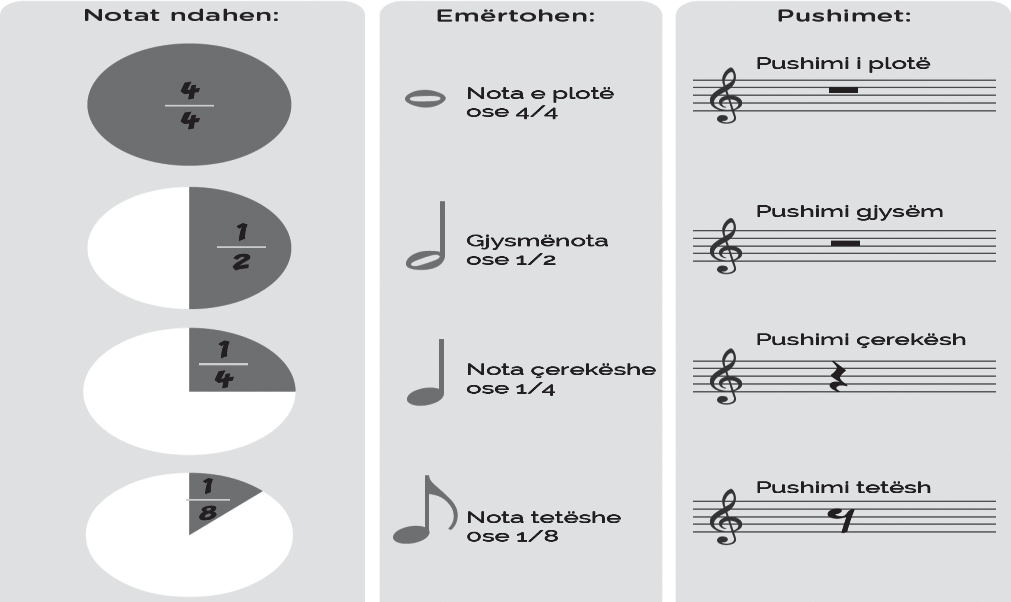 Notat ndahen:
4
4
1
2
1
4
1
8
Emërtohen:
Nota e plotë
ose 4/4
Gjysmënota
ose 1/2
Nota çerekëshe
ose 1/4
Nota tetëshe
ose 1/8
Pushimet:
Pushimi i plotë
Pushimi gjysëm
Pushimi çerekësh
Pushimi tetësh